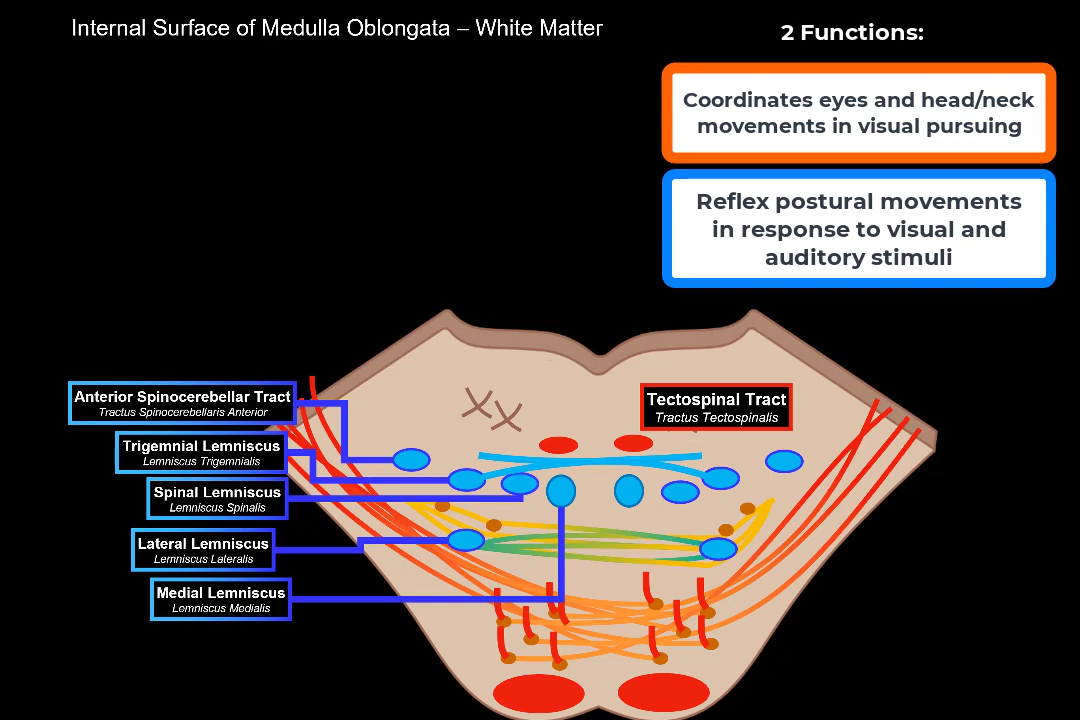 Internal Surface of Medulla Oblongata – White Matter
2 Functions:
Coordinates eyes and head/neck
movements in visual pursuing
Reflex postural movements
in response to visual and
auditory stimuli
Anterior Spinocerebellar Tract
Tractus Spinocerebellaris Anterior
Trigemnial Lemniscus
Lemniscus Trigemnialis
Spinal Lemniscus
Lemniscus Spinalis
Lateral Lemniscus
Lemniscus Lateralis
Medial Lemniscus
Lemniscus Medialis
Tectospinal Tract
Tractus Tectospinalis